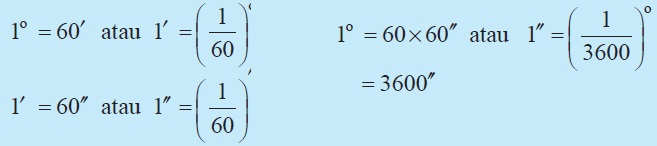 1° = 60′ atau 1′ = (1/60)°
1′ = 60″ atau 1″ = (1/60)′
1° = 60 × 60″ atau 1″ = (1/3600)°
= 3600″